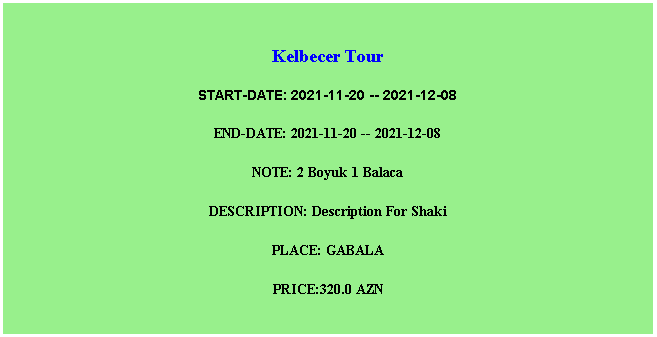 Kelbecer Tour
START-DATE: 2021-11-20 -- 2021-12-08
END-DATE: 2021-11-20 -- 2021-12-08
NOTE: 2 Boyuk 1 Balaca
DESCRIPTION: Description For Shaki
PLACE: GABALA
PRICE:320.0 AZN